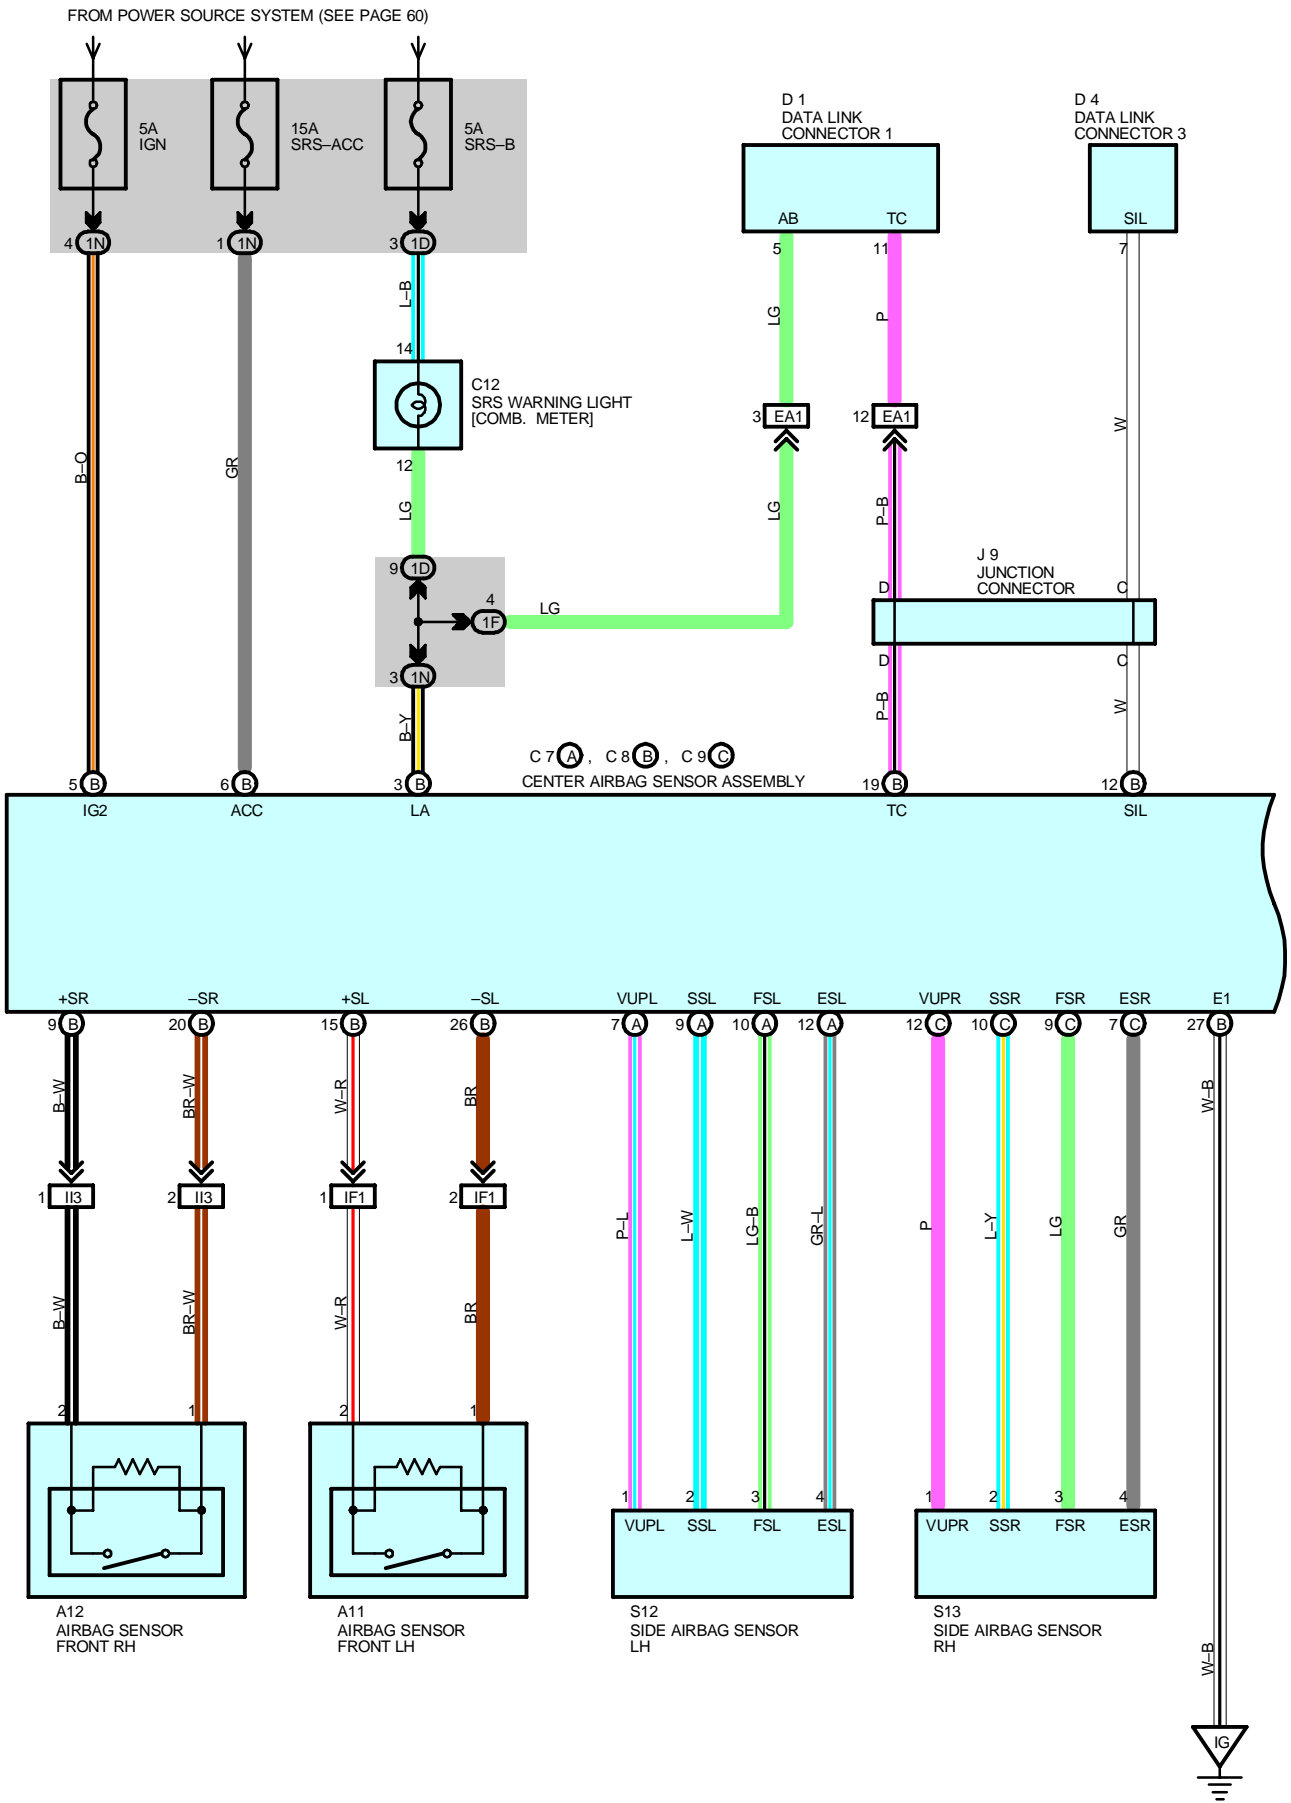 FROM POWER SOURCE SYSTEM (SEE PAGE 60)
5A
IGN
15A
SRS–ACC
5A
SRS–B
D 1
DATA LINK
CONNECTOR 1
D 4
DATA LINK
CONNECTOR 3
AB
TC
SIL
4 1N
1 1N
3 1D
5
11
7
L–B
LG
P
14
C12
SRS WARNING LIGHT
[COMB. METER]
3 EA1
12 EA1
W
12
B–O
GR
LG
LG
P–B
J 9
JUNCTION
CONNECTOR
9 1D
D
C
4
1F
LG
3 1N
D
C
B–Y
P–B
W
C 7 A , C 8 B , C 9 C
CENTER AIRBAG SENSOR ASSEMBLY
5 B
6 B
3 B
19 B
12 B
IG2
ACC
LA
TC
SIL
+SR
–SR
+SL
–SL
VUPL
SSL
FSL
ESL
VUPR
SSR
FSR
ESR
E1
9 B
20 B
15 B
26 B
7 A
9 A
10 A
12 A
12 C
10 C
9 C
7 C
27 B
B–W
BR–W
W–R
BR
W–B
1 II3
2 II3
1 IF1
2 IF1
P–L
L–W
LG–B
GR–L
P
L–Y
LG
GR
B–W
BR–W
W–R
BR
2
1
2
1
1
2
3
4
1
2
3
4
VUPL
SSL
FSL
ESL
VUPR
SSR
FSR
ESR
A12
AIRBAG SENSOR
FRONT RH
A11
AIRBAG SENSOR
FRONT LH
S12
SIDE AIRBAG SENSOR
LH
S13
SIDE AIRBAG SENSOR
RH
W–B
IG